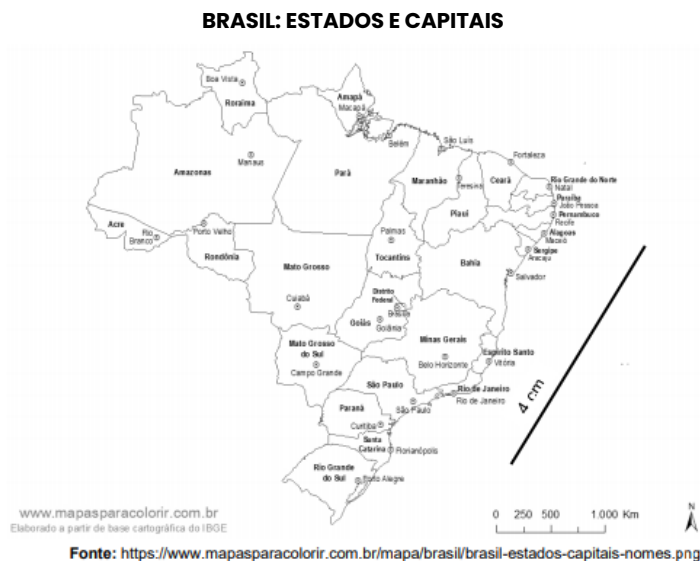 BRASIL: ESTADOS E CAPITAIS
Boa Vista
Roraima
Amapá
Macapá
Belém
São Luís
Fortaleza
Manaus
Amazonas
Pará
Maranhão
Teresina
Ceará
Rio Grande do Norte
Natal
Paraíba
João Pessoa
Pernambuco
Recife
Piauí
Acre
Rio
Branco
Porto Velho
Palmas
Alagoas
Maceió
Sergipe
Aracaju
Rondônia
Mato Grosso
Tocantins
Bahia
Salvador
Cuiabá
Distrito
Federal
Brasília
Goiás
Goiânia
Minas Gerais
Belo Horizonte
Espírito Santo
Vitória
Mato Grosso
do Sul
Campo Grande
São Paulo
São Paulo
Rio de Janeiro
Rio de Janeiro
4 cm
Paraná
Curitiba
Santa
Catarina
Florianópolis
Rio Grande
do Sul
Porto Alegre
www.mapasparacolorir.com.br
Elaborado a partir de base cartográfica do IBGE
0 250 500 1.000 Km
N
Fonte: https://www.mapasparacolorir.com.br/mapa/brasil/brasil-estados-capitais-nomes.png